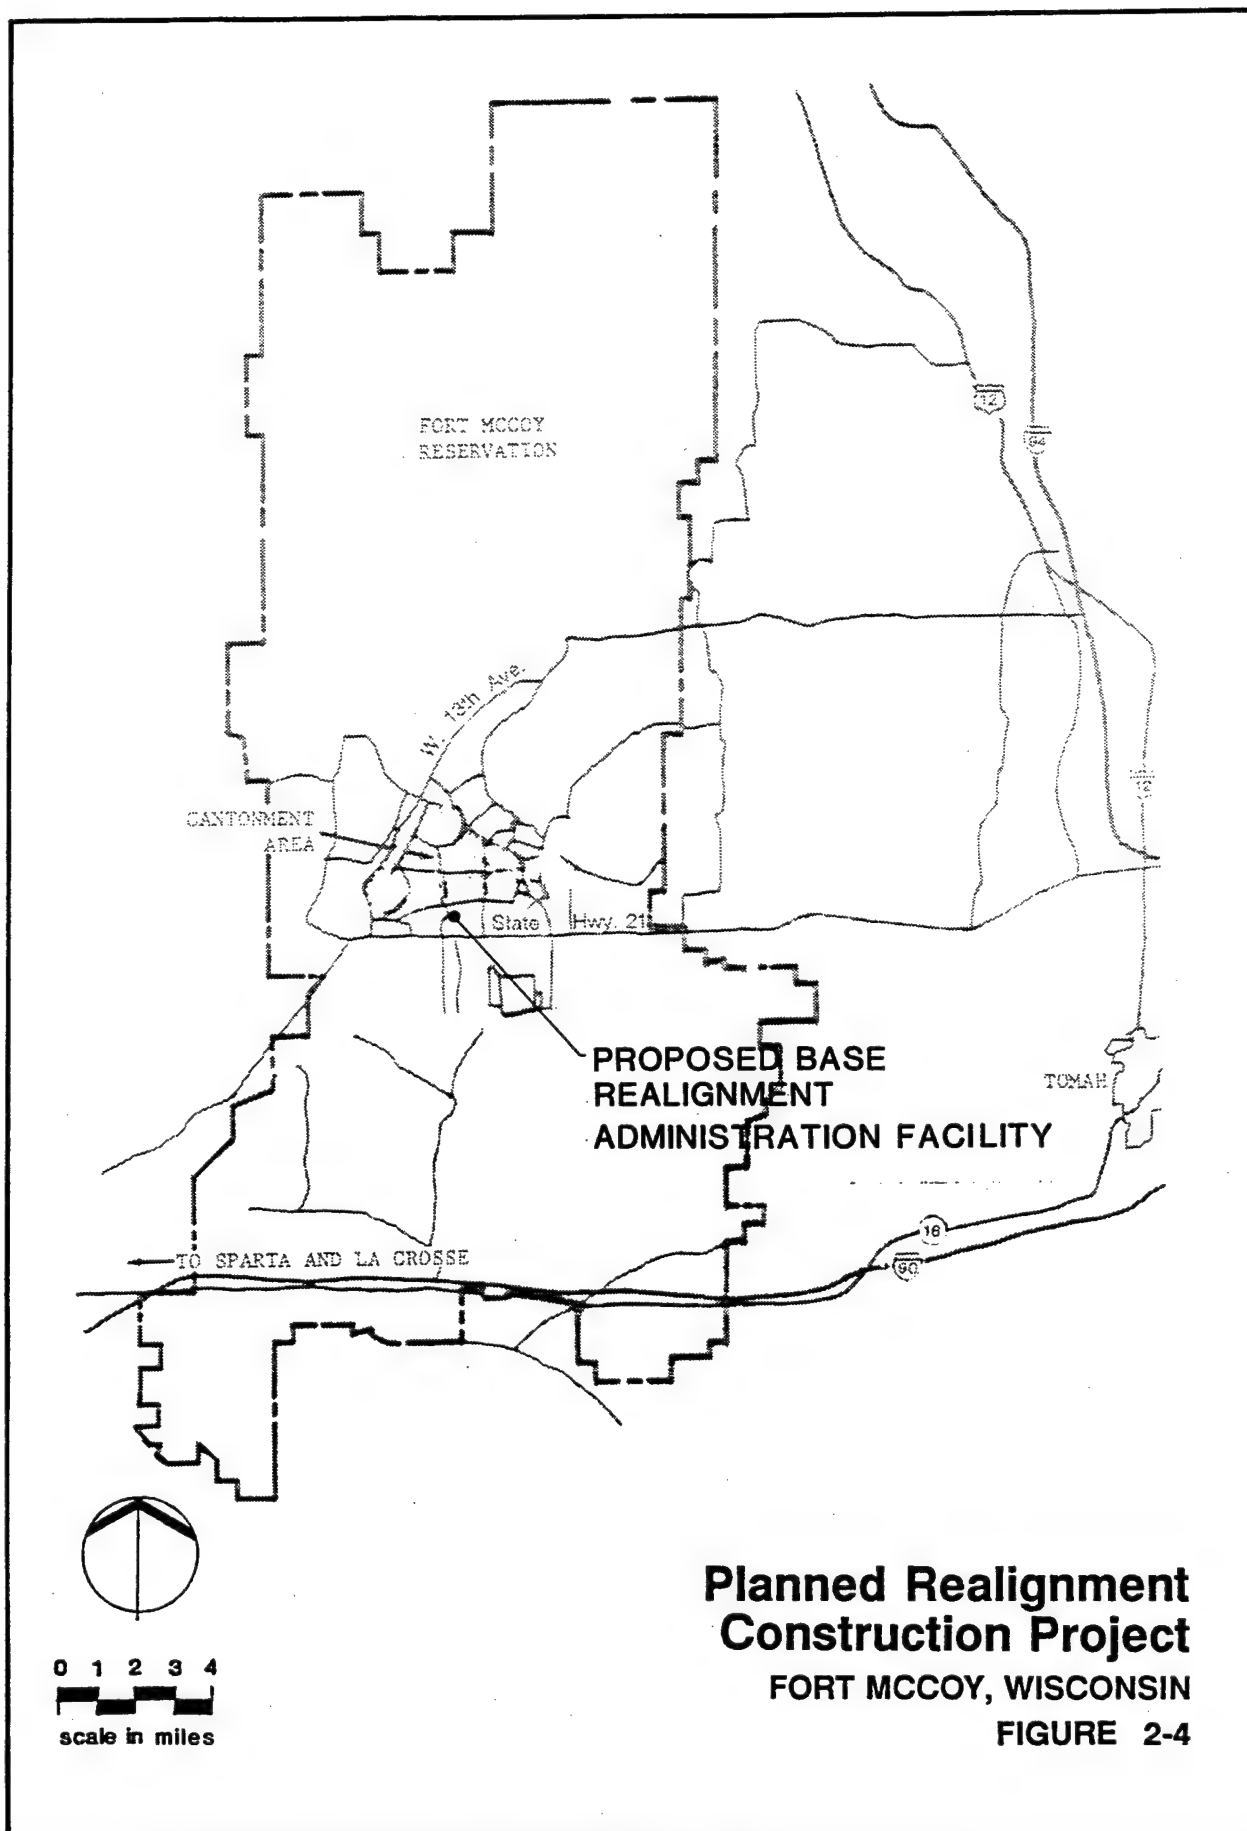 12
94
FORT MCCOY
RESERVATION
W. 13th Ave.
12
CANTONMENT
AREA
State Hwy. 21
PROPOSED BASE
REALIGNMENT
ADMINISTRATION FACILITY
TOMAH
16
TO SPARTA AND LA CROSSE
90
Planned Realignment
Construction Project
FORT MCCOY, WISCONSIN
FIGURE 2-4
0 1 2 3 4
scale in miles